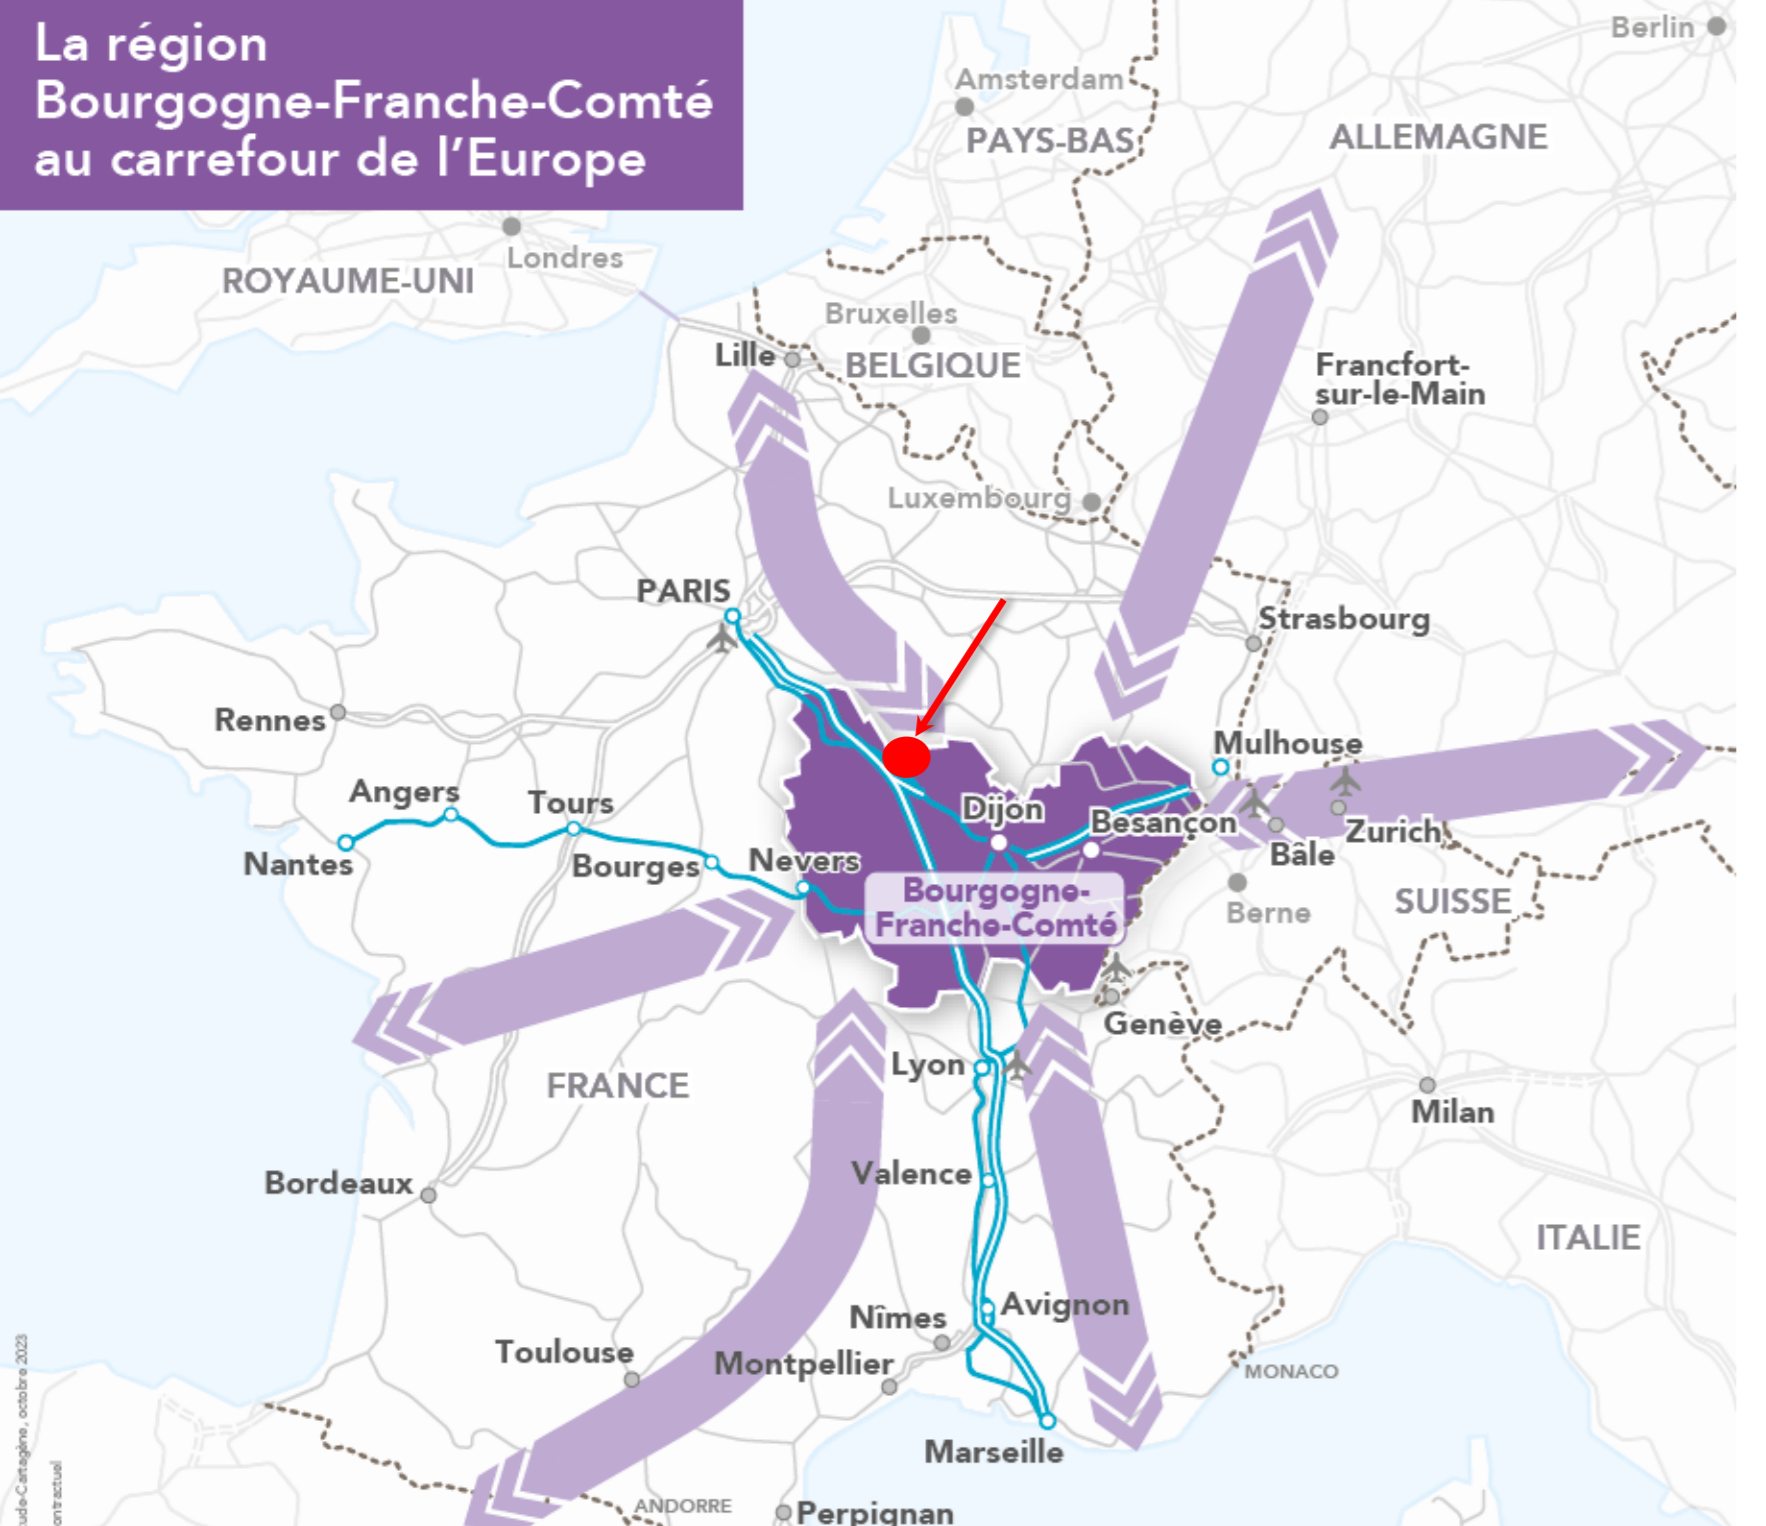 La région
Bourgogne-Franche-Comté
au carrefour de l'Europe
Berlin
Amsterdam
PAYS-BAS
ALLEMAGNE
Londres
ROYAUME-UNI
Bruxelles
BELGIQUE
Lille
Francfort-
sur-le-Main
Luxembourg
PARIS
Strasbourg
Rennes
Mulhouse
Angers
Tours
Dijon
Besançon
Zurich
Nantes
Bourges
Nevers
Bâle
Bourgogne-
Franche-Comté
SUISSE
Berne
Genève
Lyon
FRANCE
Milan
Valence
Bordeaux
ITALIE
Avignon
Nîmes
Toulouse
Montpellier
MONACO
Marseille
ANDORRE
Perpignan
octobre 2023